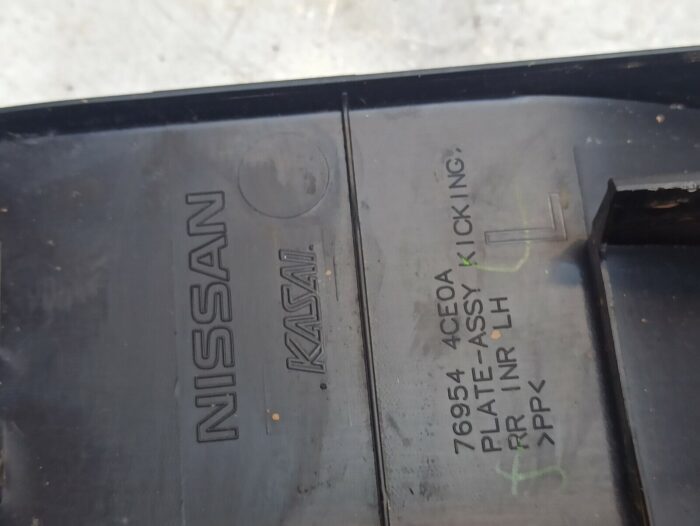 NISSAN
KASAI
76954 4CE0A
PLATE-ASSY KICKING,
RR INR LH
>PP<
L